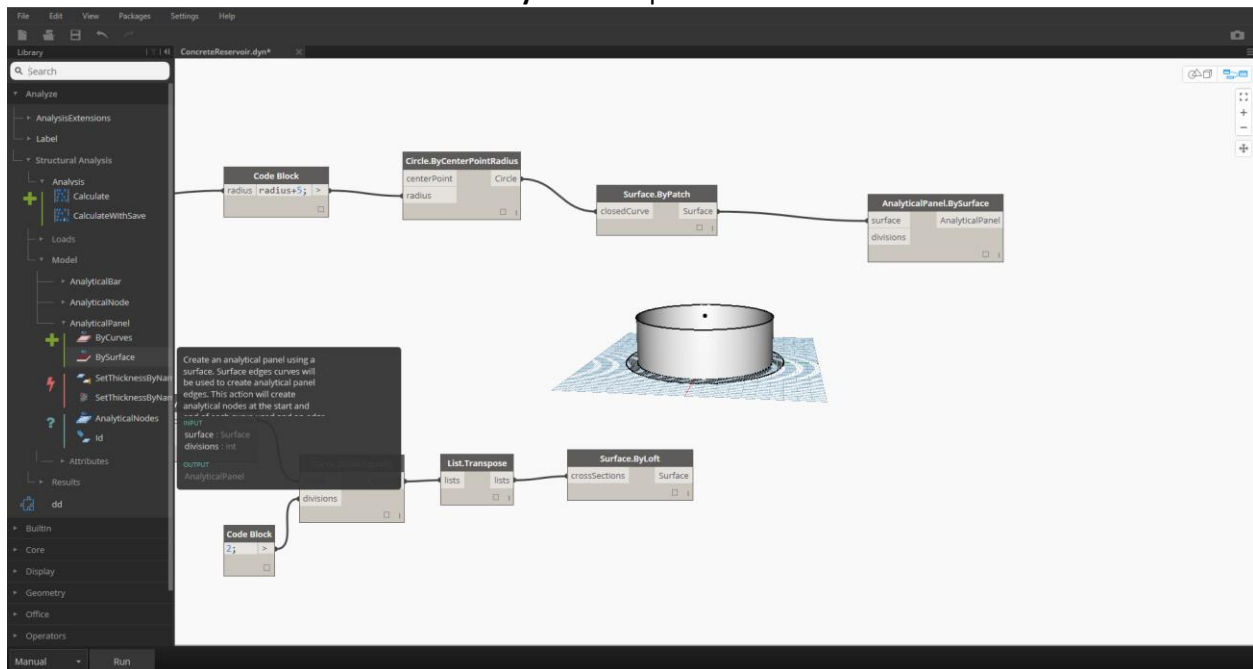 File Edit View Packages Settings Help
Library
ConcreteReservoir.dyn*
Search
Analyze
AnalysisExtensions
Label
Structural Analysis
Analysis
Calculate
CalculateWithSave
Loads
Model
AnalyticalBar
AnalyticalNode
AnalyticalPanel
ByCurves
BySurface
SetThicknessByNam
SetThicknessByNam
AnalyticalNodes
Id
Attributes
Results
dd
Builtin
Core
Display
Geometry
Office
Operators
Manual
Run
Code Block
radius radius+5; >
Circle.ByCenterPointRadius
centerPoint Circle
radius
Surface.ByPatch
closedCurve Surface
AnalyticalPanel.BySurface
surface AnalyticalPanel
divisions
Create an analytical panel using a
surface. Surface edges curves will
be used to create analytical panel
edges. This action will create
analytical nodes at the start and
INPUT
surface : Surface
divisions : Int
OUTPUT
AnalyticalPanel
divisions
Code Block
2; >
List.Transpose
lists lists
Surface.ByLoft
crossSections Surface